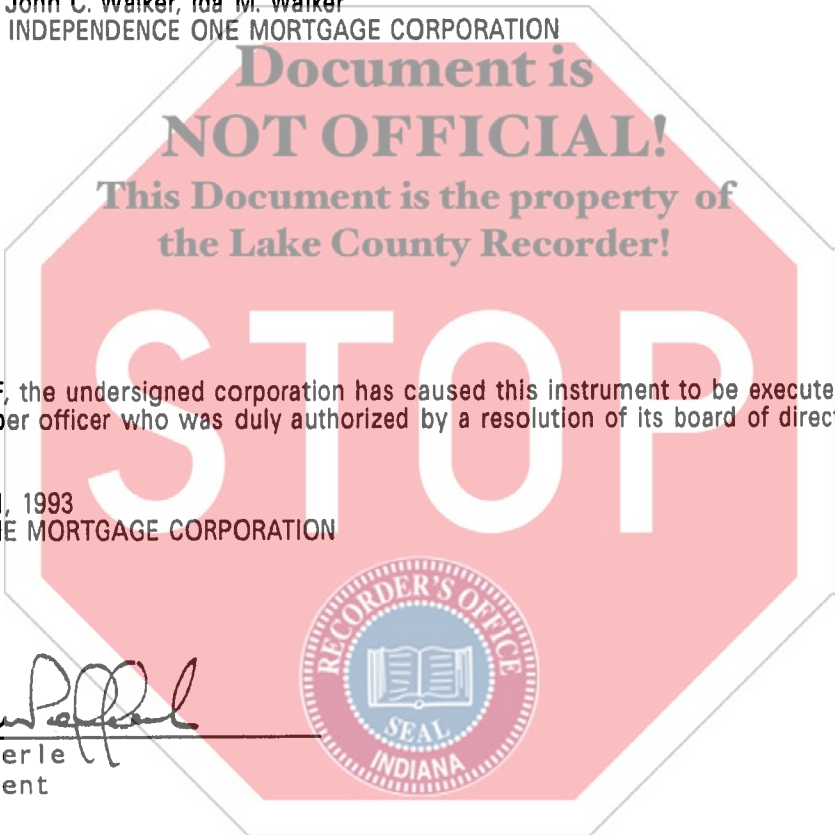 John C. Walker, Ida M. Walker
INDEPENDENCE ONE MORTGAGE CORPORATION
Document is
NOT OFFICIAL!
This Document is the property of
the Lake County Recorder!
STOP
, the undersigned corporation has caused this instrument to be execute
per officer who was duly authorized by a resolution of its board of direct
, 1993
E MORTGAGE CORPORATION
RECORDER'S OFFICE
SEAL
INDIANA
erle
ent